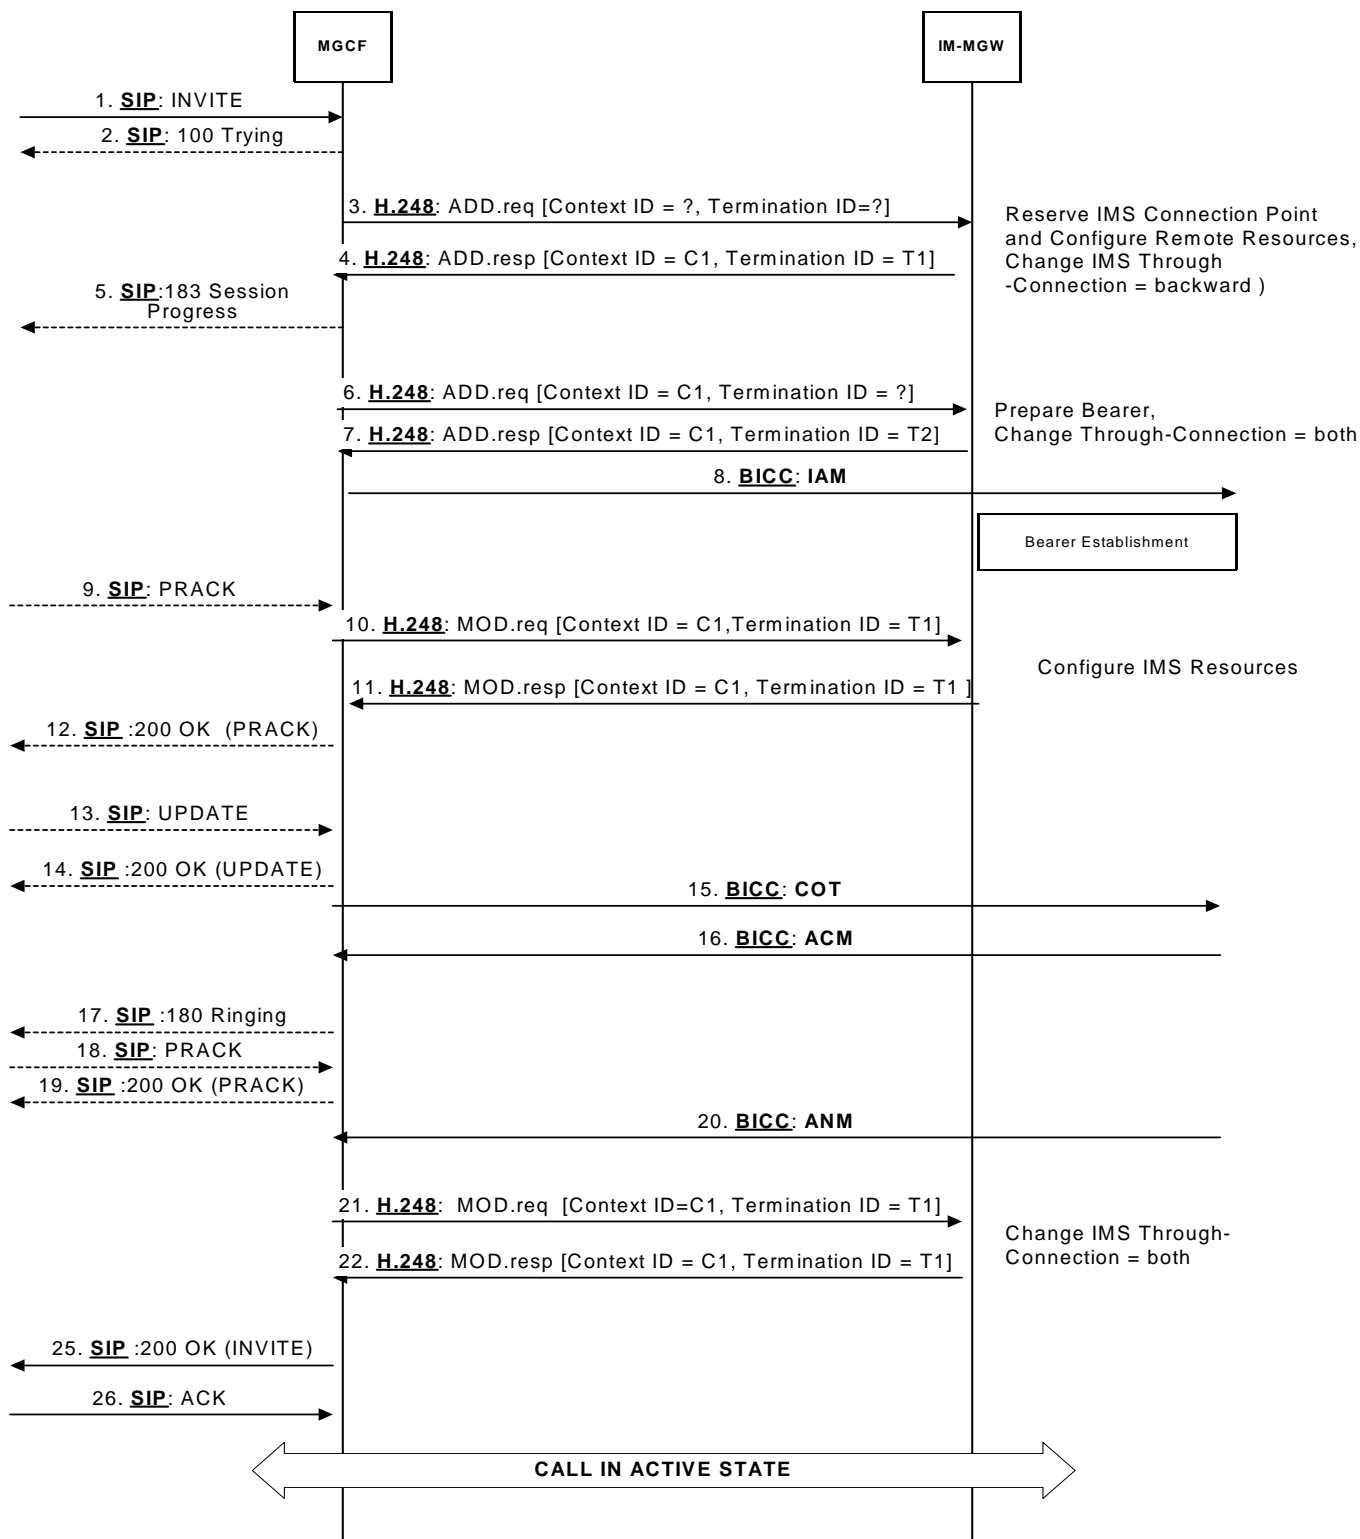 MGCF
IM-MGW
1. SIP: INVITE
2. SIP: 100 Trying
3. H.248: ADD.req [Context ID = ?, Termination ID=?]
Reserve IMS Connection Point
and Configure Remote Resources,
Change IMS Through
-Connection = backward )
4. H.248: ADD.resp [Context ID = C1, Termination ID = T1]
5. SIP:183 Session
Progress
6. H.248: ADD.req [Context ID = C1, Termination ID = ?]
Prepare Bearer,
Change Through-Connection = both
7. H.248: ADD.resp [Context ID = C1, Termination ID = T2]
8. BICC: IAM
Bearer Establishment
9. SIP: PRACK
10. H.248: MOD.req [Context ID = C1,Termination ID = T1]
Configure IMS Resources
11. H.248: MOD.resp [Context ID = C1, Termination ID = T1 ]
12. SIP :200 OK (PRACK)
13. SIP: UPDATE
14. SIP :200 OK (UPDATE)
15. BICC: COT
16. BICC: ACM
17. SIP :180 Ringing
18. SIP: PRACK
19. SIP :200 OK (PRACK)
20. BICC: ANM
21. H.248: MOD.req [Context ID=C1, Termination ID = T1]
Change IMS Through-
Connection = both
22. H.248: MOD.resp [Context ID = C1, Termination ID = T1]
25. SIP :200 OK (INVITE)
26. SIP: ACK
CALL IN ACTIVE STATE